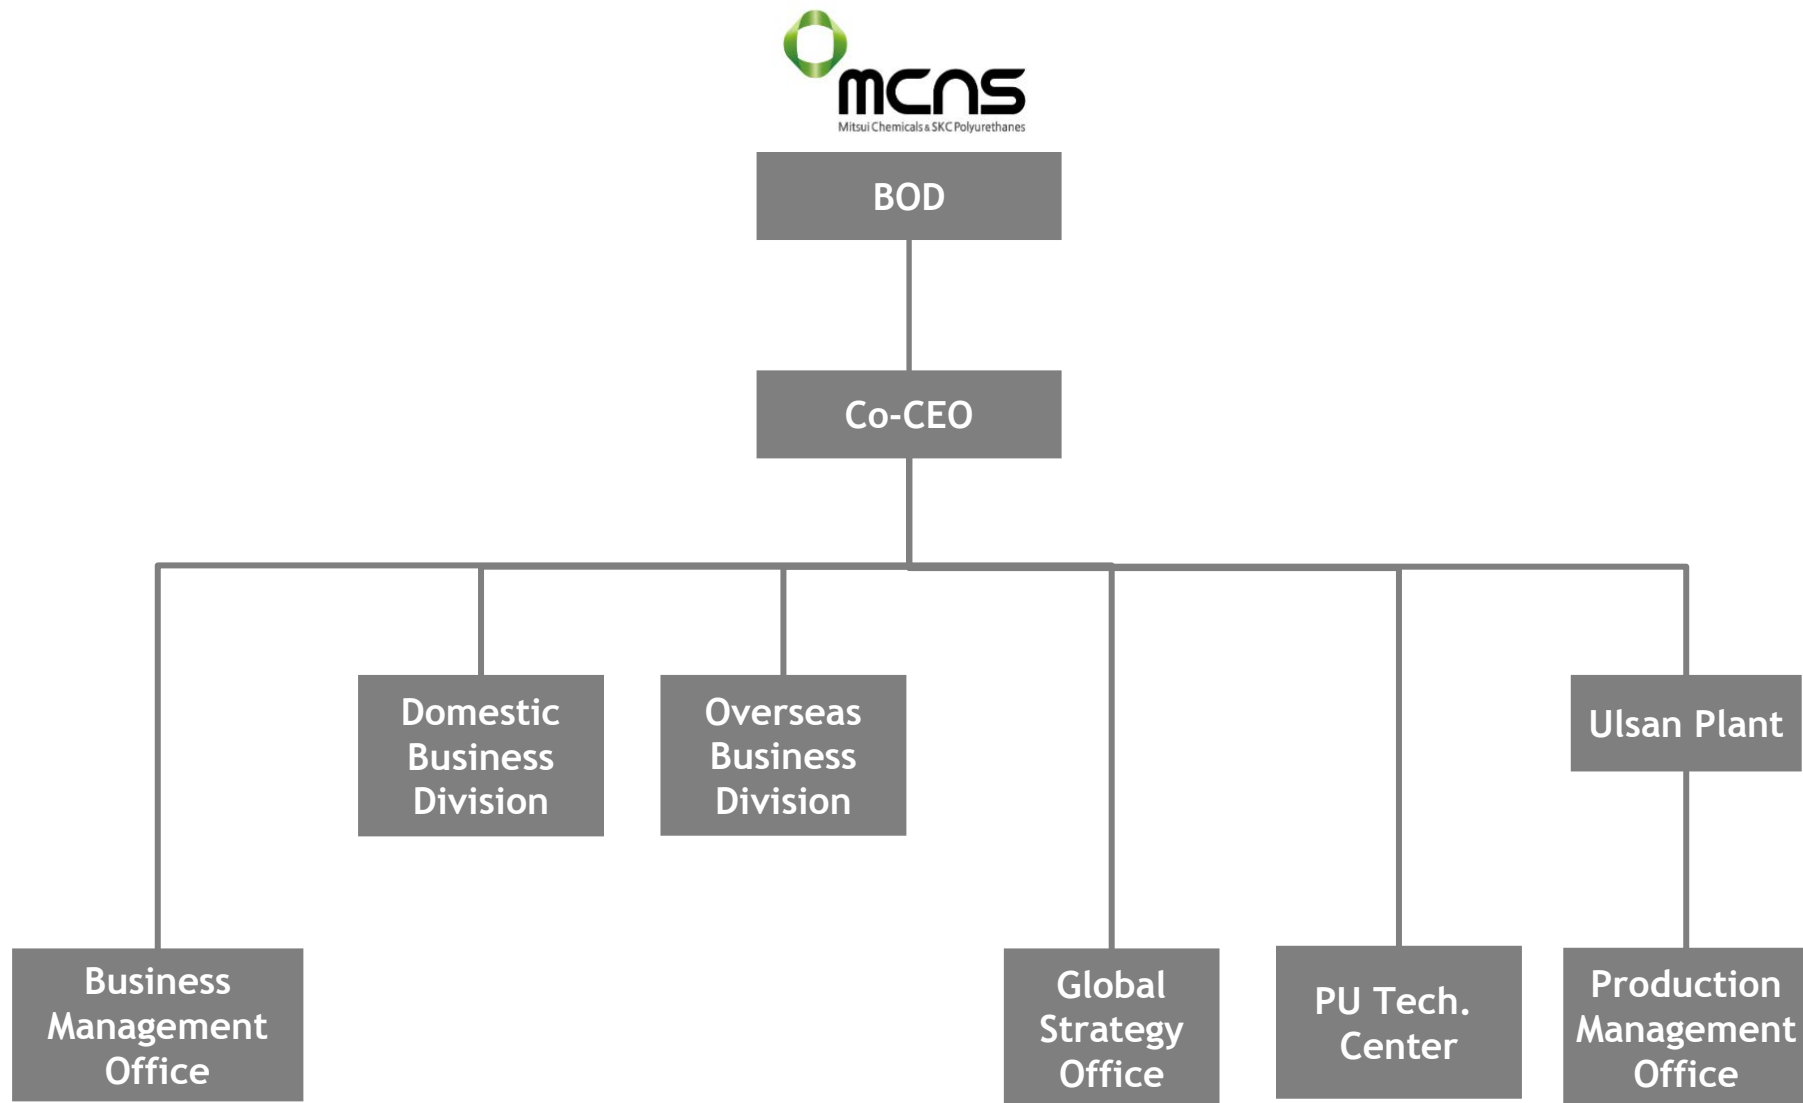 mcns
Mitsui Chemicals & SKC Polyurethanes
BOD
Co-CEO
Domestic
Business
Division
Overseas
Business
Division
Ulsan Plant
Business
Management
Office
Global
Strategy
Office
PU Tech.
Center
Production
Management
Office